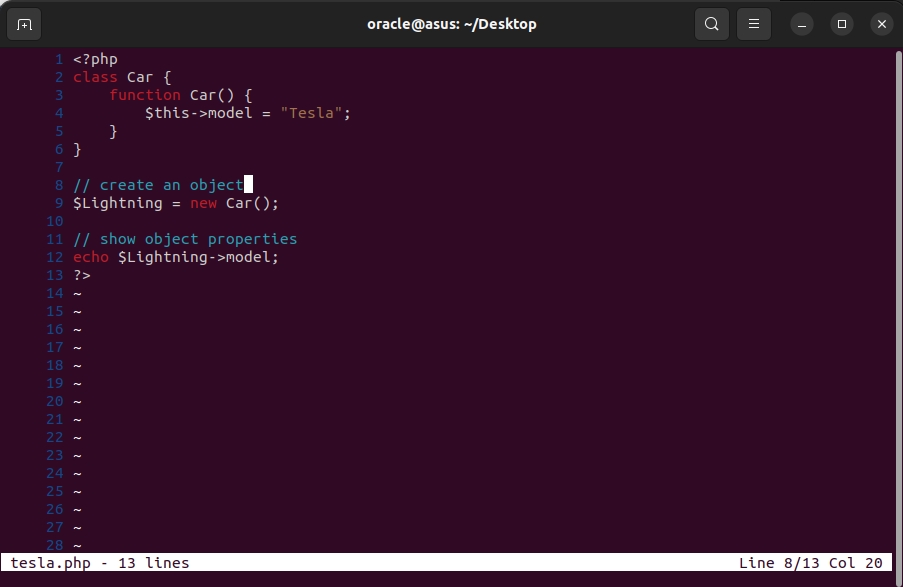 oracle@asus: ~/Desktop
1 <?php
2 class Car {
3     function Car() {
4         $this->model = "Tesla";
5     }
6 }
7
8 // create an object
9 $Lightning = new Car();
10
11 // show object properties
12 echo $Lightning->model;
13 ?>
14 ~
15 ~
16 ~
17 ~
18 ~
19 ~
20 ~
21 ~
22 ~
23 ~
24 ~
25 ~
26 ~
27 ~
28 ~
tesla.php - 13 lines Line 8/13 Col 20